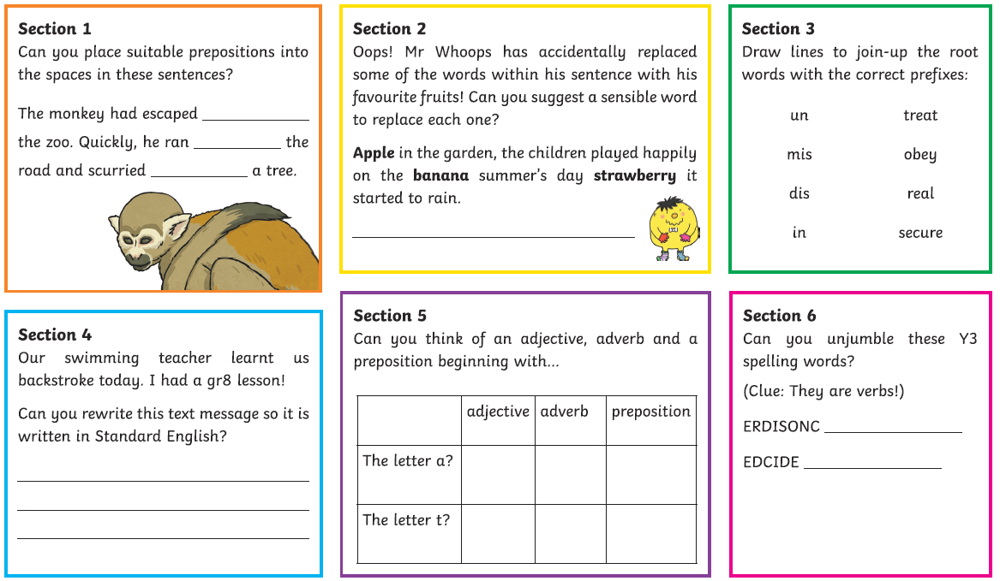 Section 1
Can you place suitable prepositions into
the spaces in these sentences?
The monkey had escaped ____________
the zoo. Quickly, he ran __________ the
road and scurried ___________ a tree.
Section 2
Oops! Mr Whoops has accidentally replaced
some of the words within his sentence with his
favourite fruits! Can you suggest a sensible word
to replace each one?
Apple in the garden, the children played happily
on the banana summer's day strawberry it
started to rain.
Section 3
Draw lines to join-up the root
words with the correct prefixes:
un treat
mis obey
dis real
in secure
Section 4
Our swimming teacher learnt us
backstroke today. I had a gr8 lesson!
Can you rewrite this text message so it is
written in Standard English?
Section 5
Can you think of an adjective, adverb and a
preposition beginning with...
adjective adverb preposition
The letter a?
The letter t?
Section 6
Can you unjumble these Y3
spelling words?
(Clue: They are verbs!)
ERDISONC ________________
EDCIDE ________________